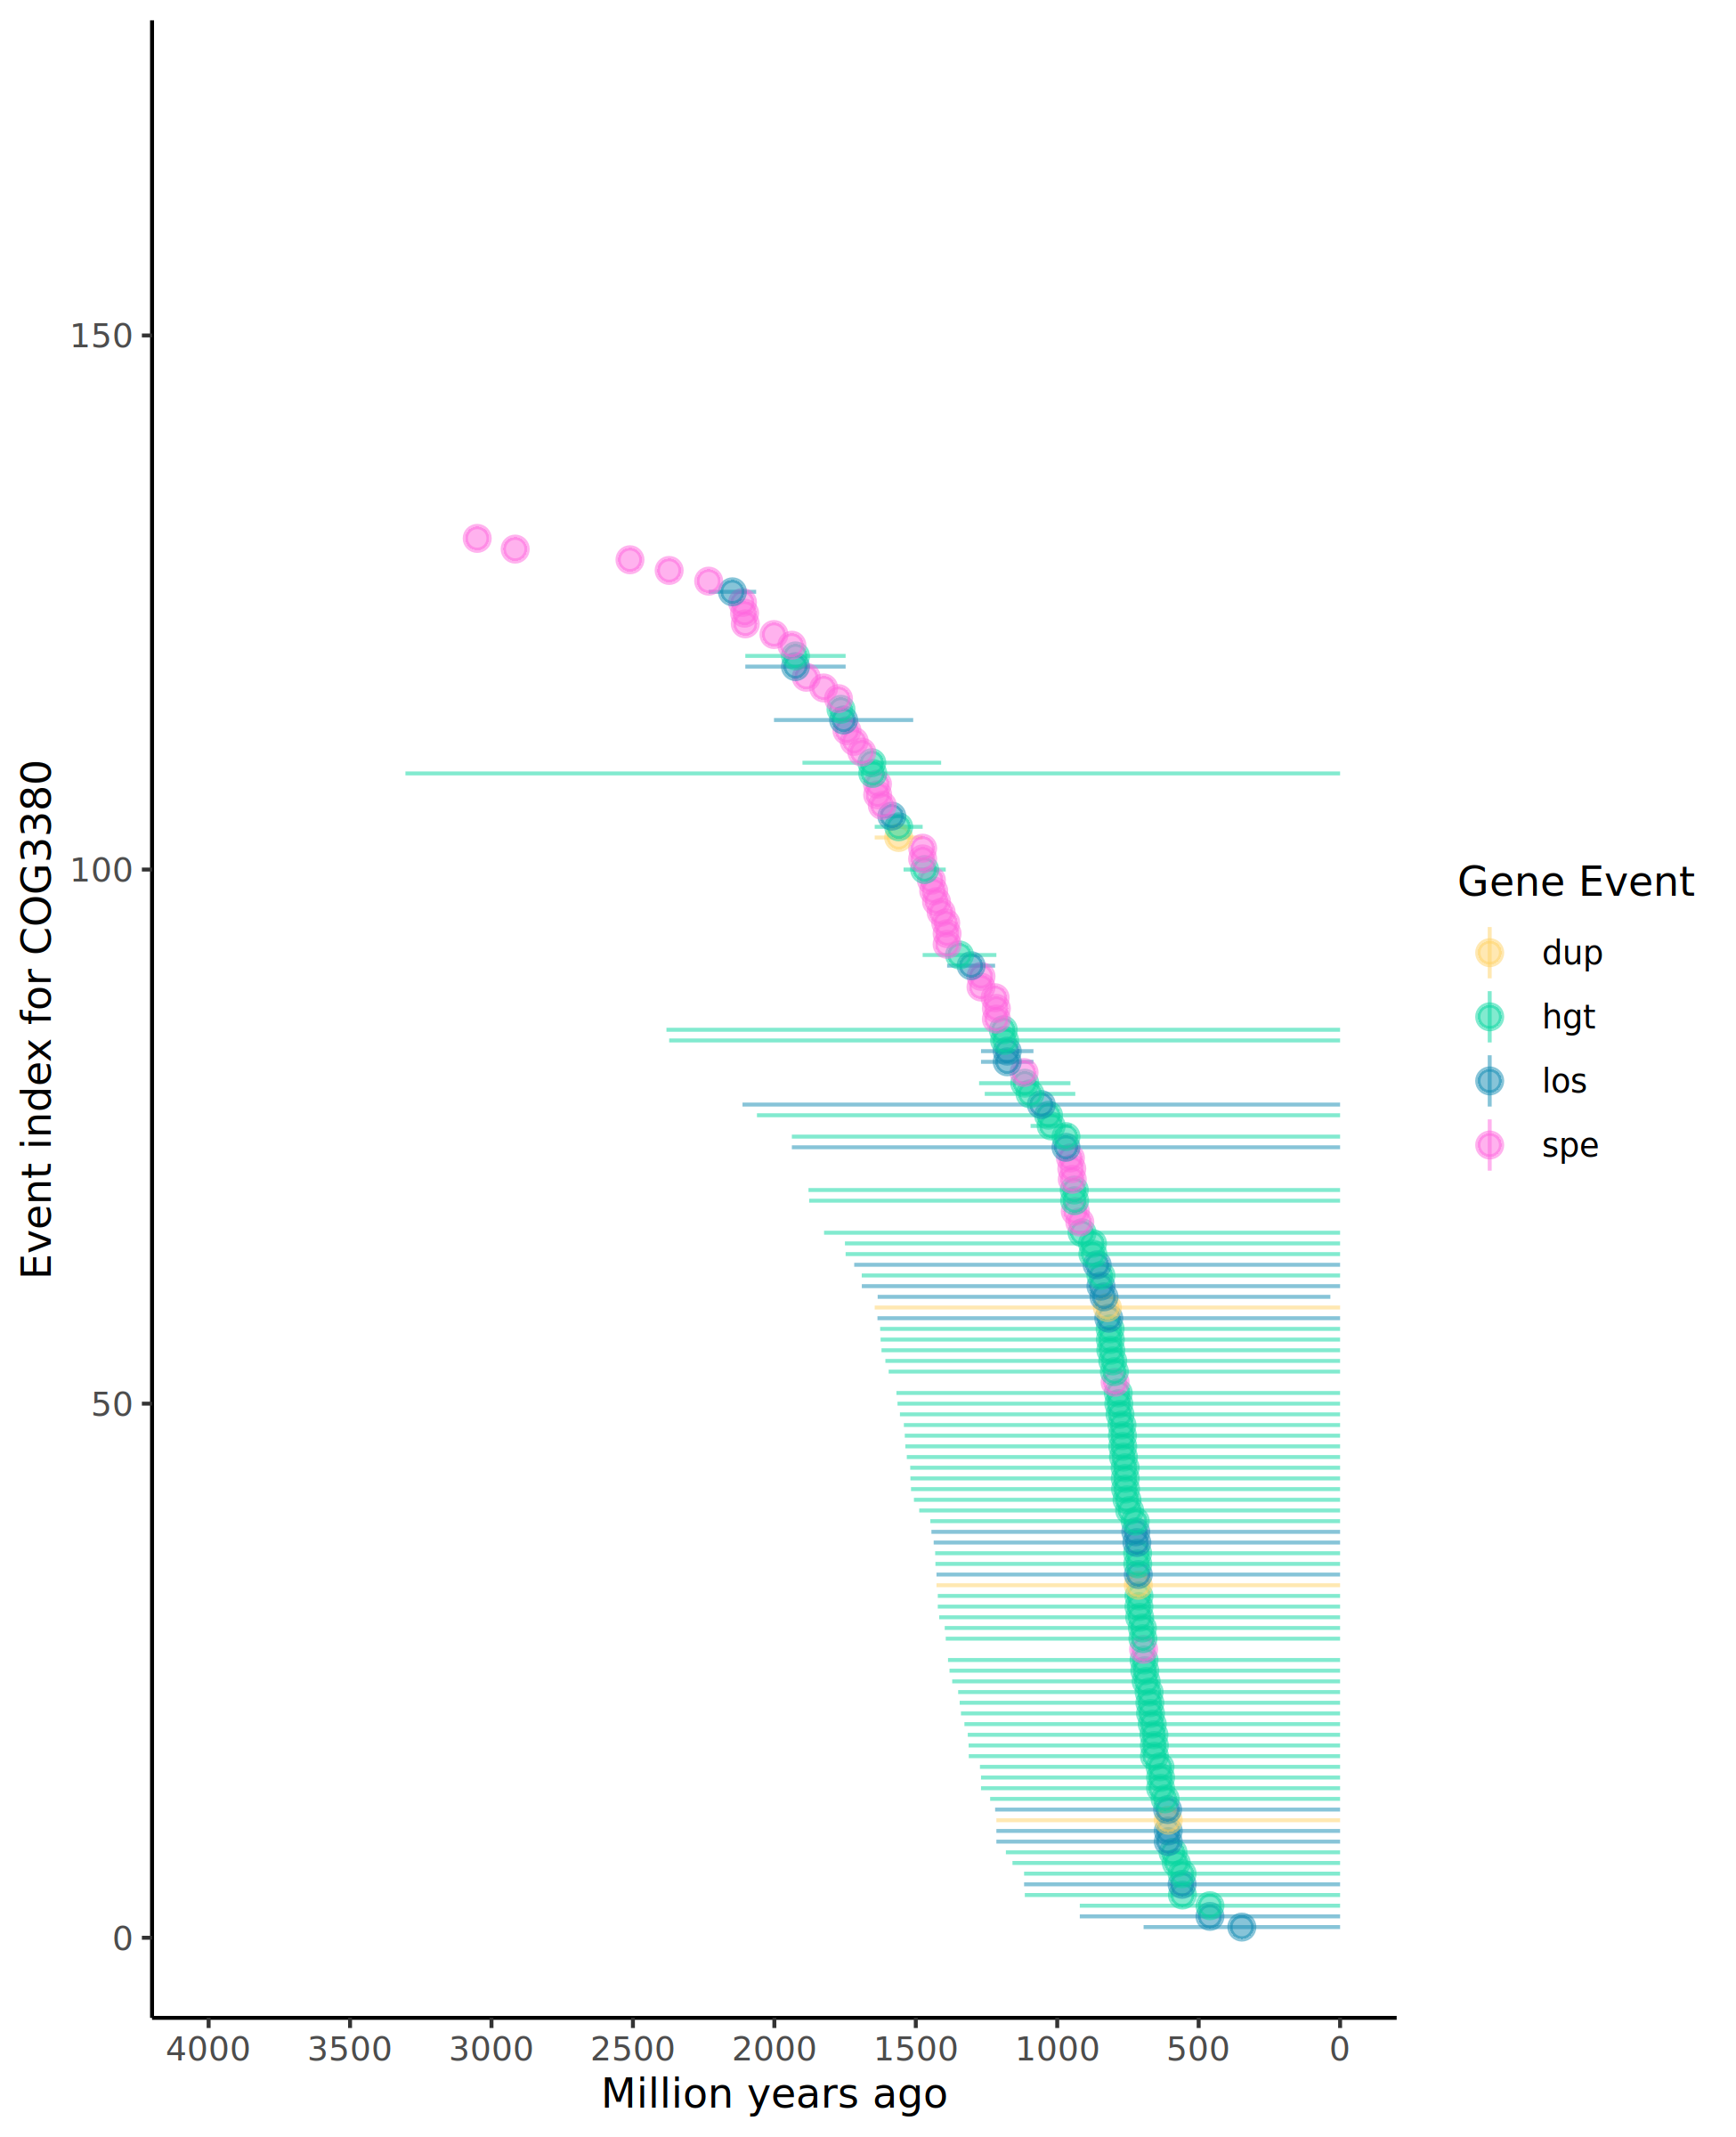 150
100
50
0
Event index for COG3380
4000 3500 3000 2500 2000 1500 1000 500 0
Million years ago
Gene Event
dup
hgt
los
spe